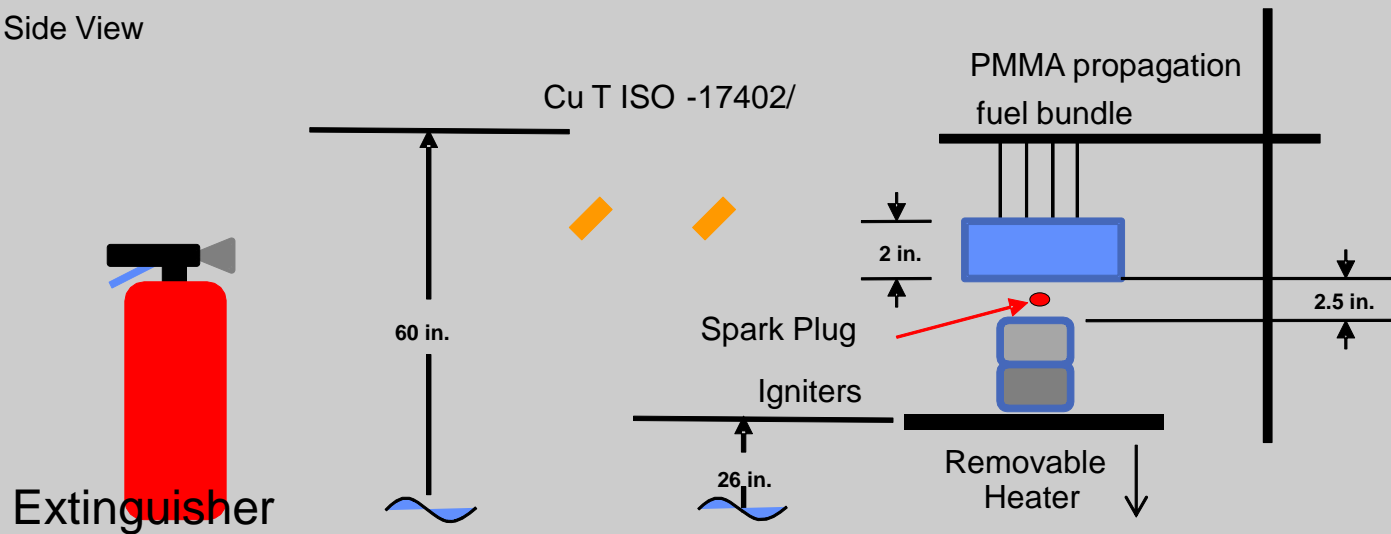 Side View
PMMA propagation
fuel bundle
Cu T ISO -17402/
2 in.
2.5 in.
60 in.
Spark Plug
Igniters
26 in.
Removable
Heater
Extinguisher